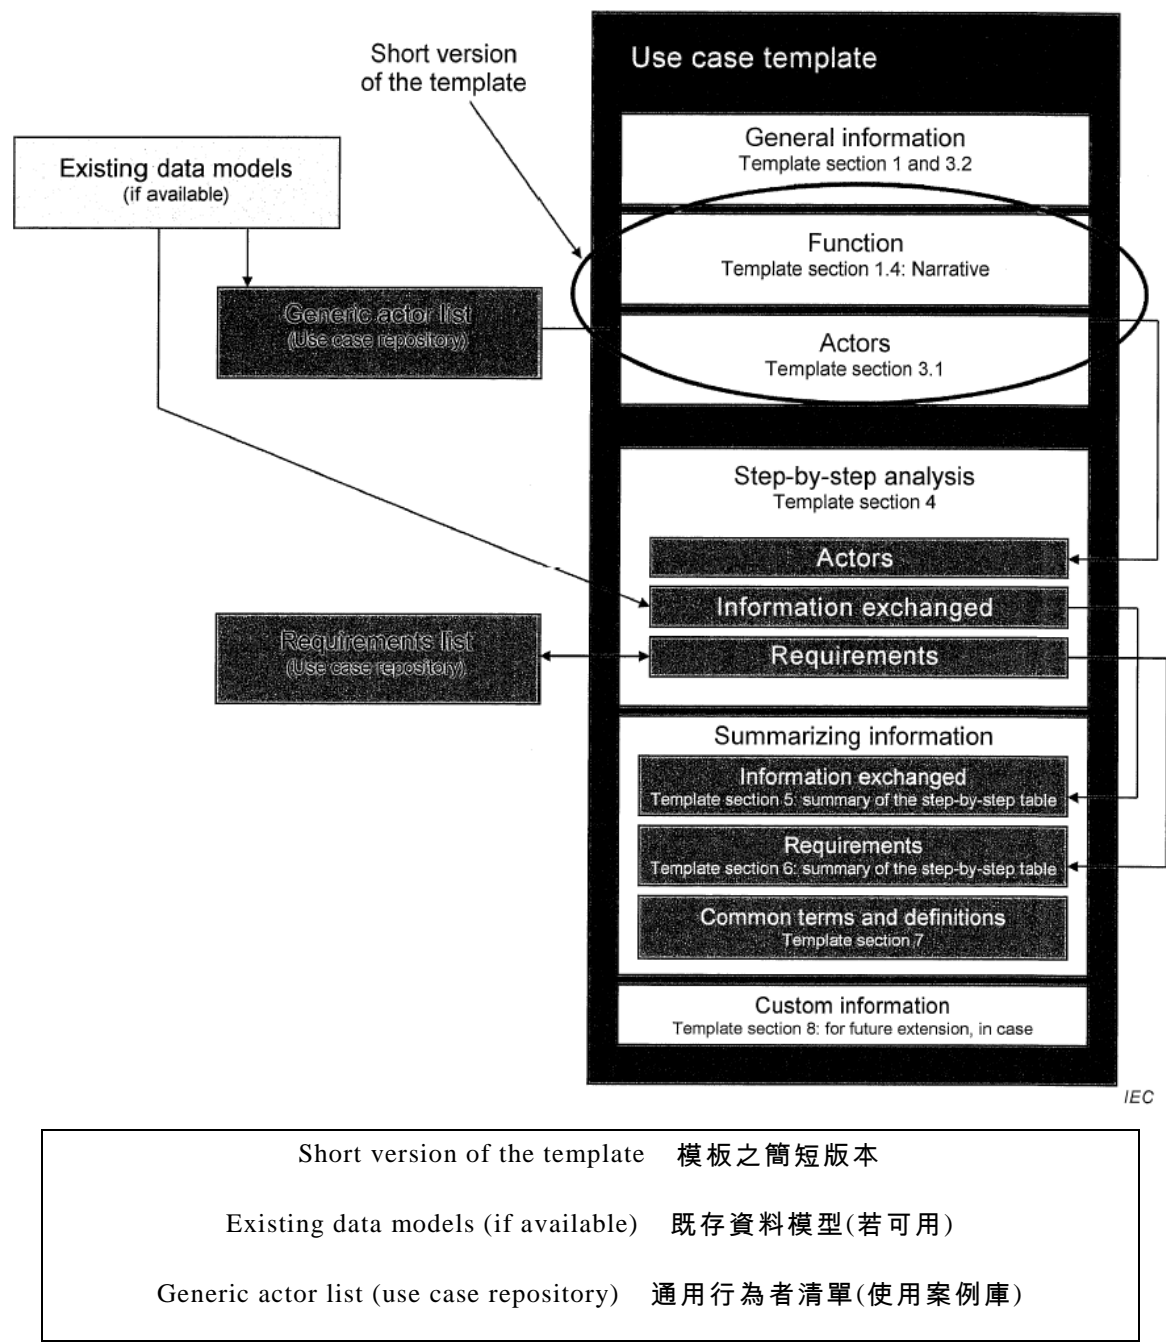 Short version
of the template
Use case template
General information
Template section 1 and 3.2
Existing data models
(if available)
Function
Template section 1.4: Narrative
Generic actor list
(Use case repository)
Actors
Template section 3.1
Step-by-step analysis
Template section 4
Actors
Information exchanged
Requirements list
(Use case repository)
Requirements
Summarizing information
Information exchanged
Template section 5: summary of the step-by-step table
Requirements
Template section 6: summary of the step-by-step table
Common terms and definitions
Template section 7
Custom information
Template section 8: for future extension, in case
IEC
Short version of the template 模板之簡短版本
Existing data models (if available) 既存資料模型(若可用)
Generic actor list (use case repository) 通用行為者清單(使用案例庫)